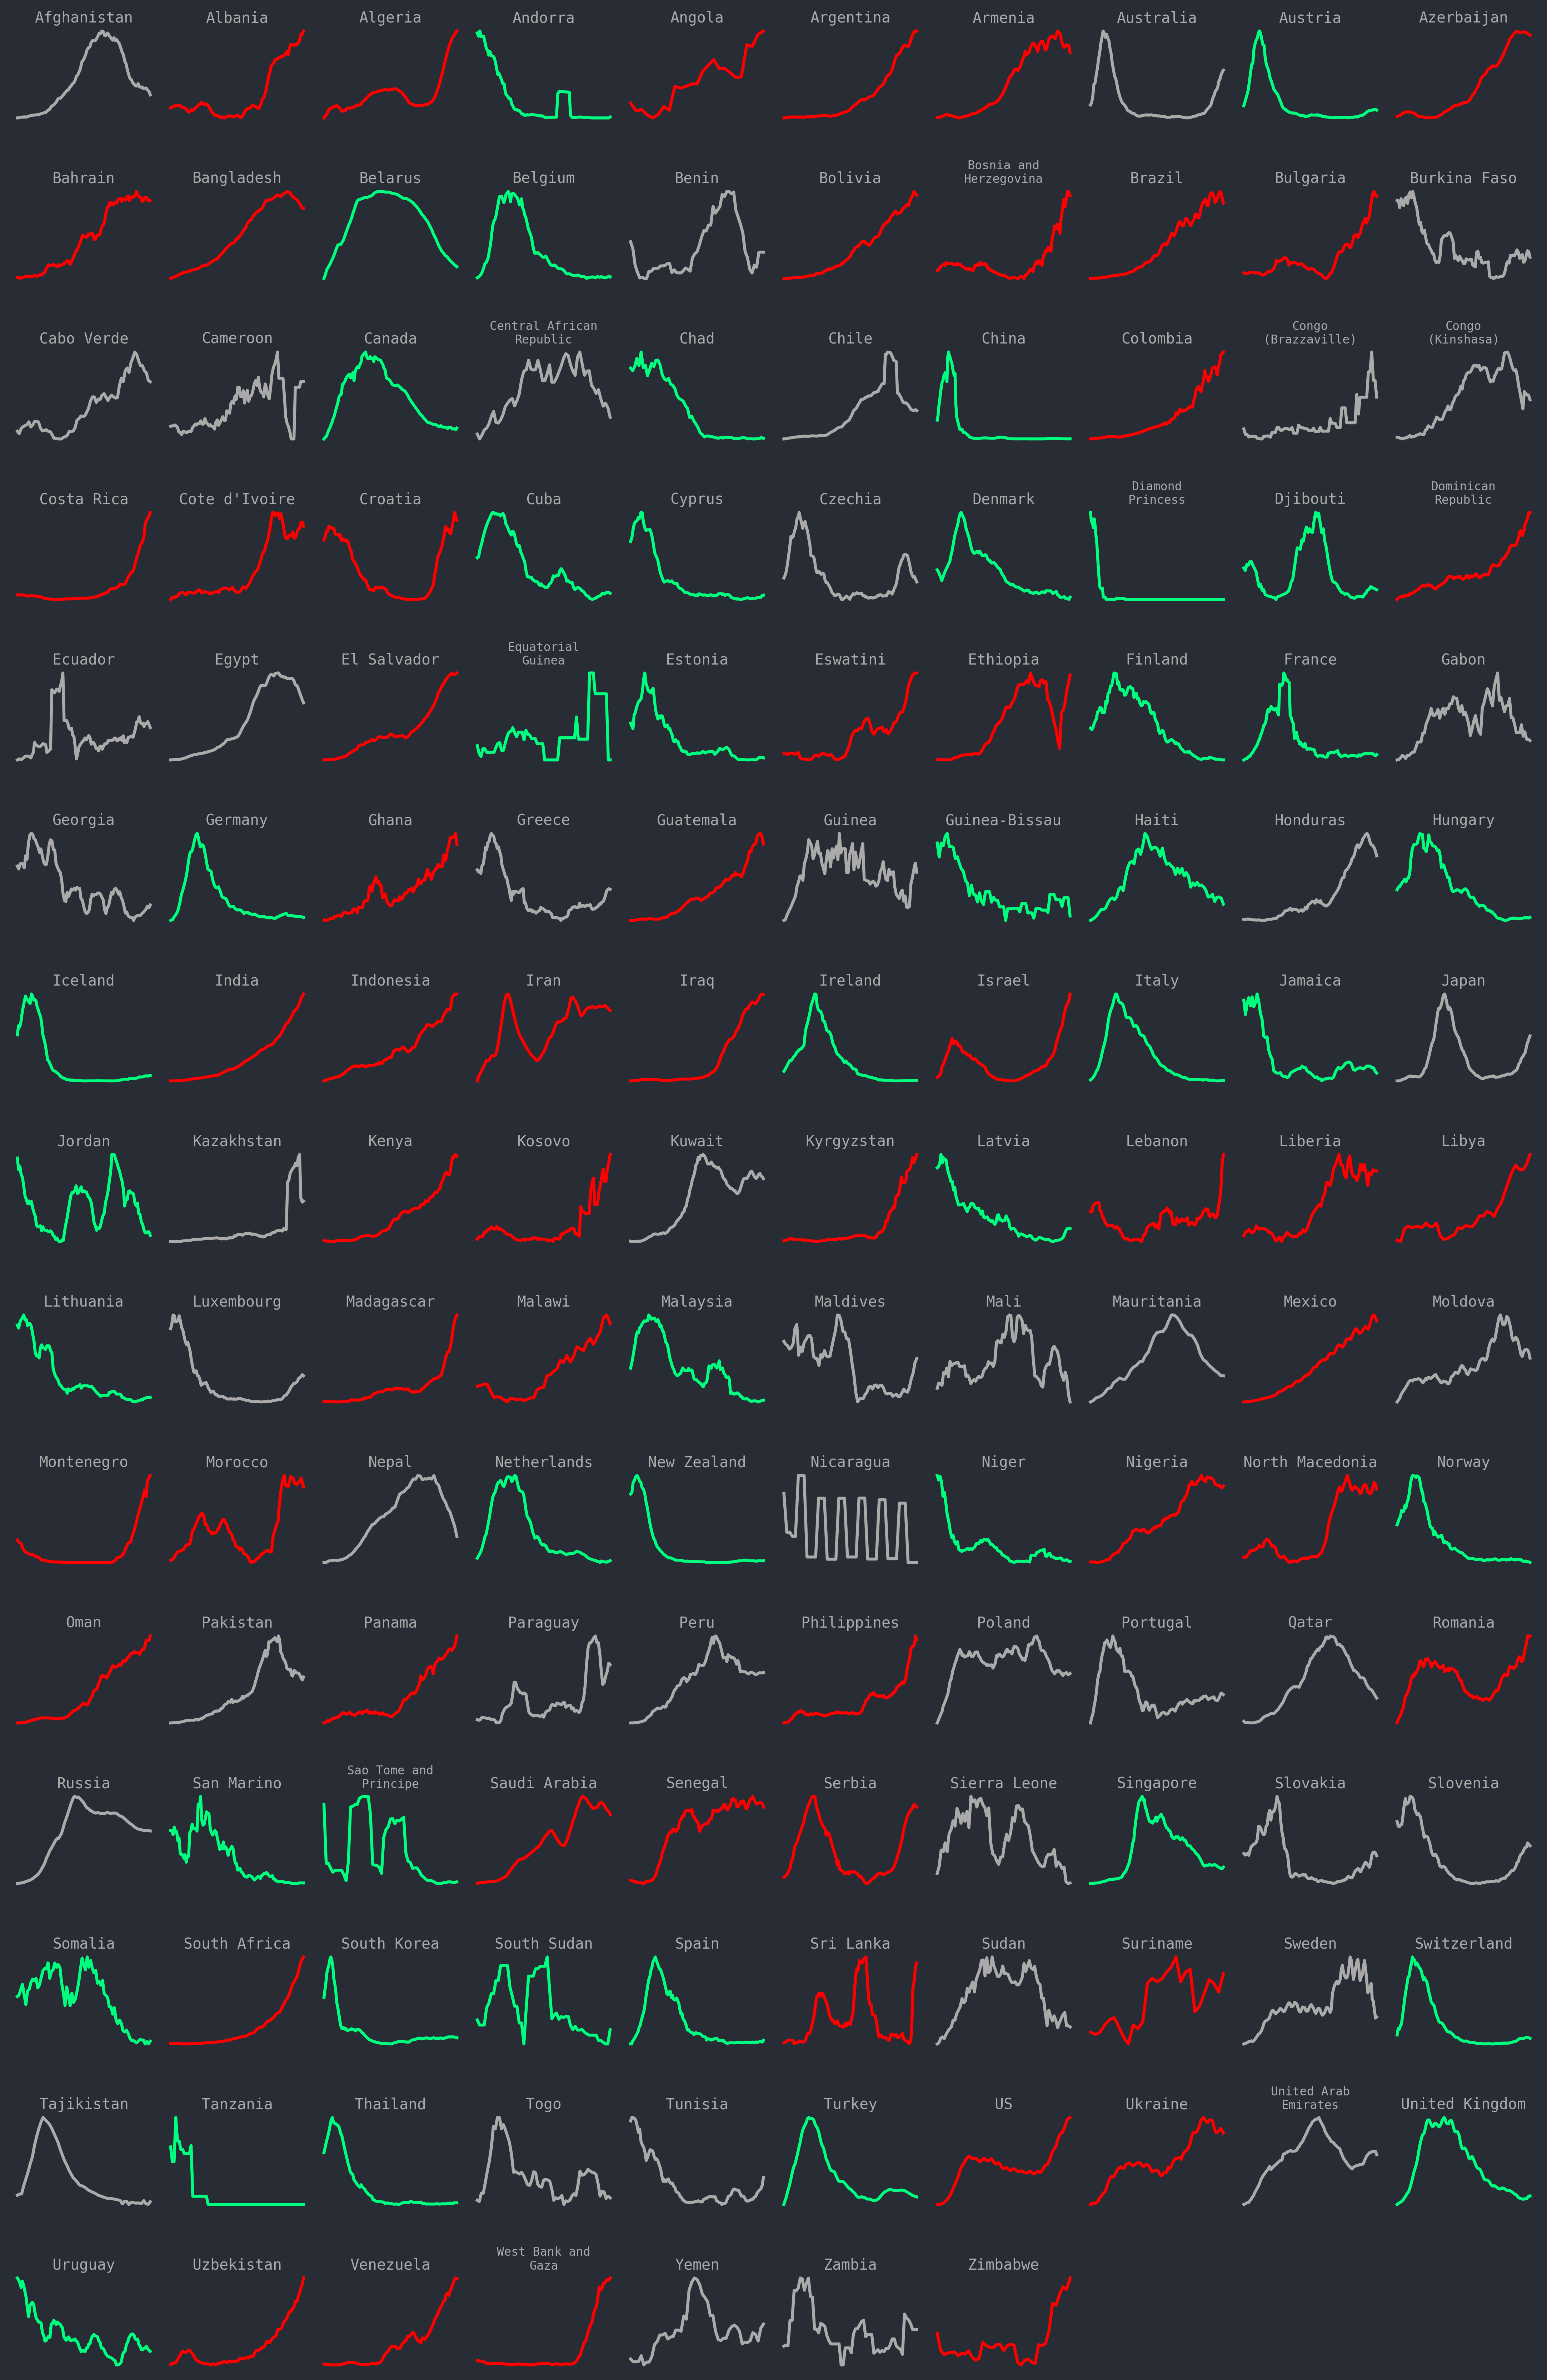 Afghanistan
Albania
Algeria
Andorra
Angola
Argentina
Armenia
Australia
Austria
Azerbaijan
Bahrain
Bangladesh
Belarus
Belgium
Benin
Bolivia
Bosnia and
Herzegovina
Brazil
Bulgaria
Burkina Faso
Cabo Verde
Cameroon
Canada
Central African
Republic
Chad
Chile
China
Colombia
Congo
(Brazzaville)
Congo
(Kinshasa)
Costa Rica
Cote d'Ivoire
Croatia
Cuba
Cyprus
Czechia
Denmark
Diamond
Princess
Djibouti
Dominican
Republic
Ecuador
Egypt
El Salvador
Equatorial
Guinea
Estonia
Eswatini
Ethiopia
Finland
France
Gabon
Georgia
Germany
Ghana
Greece
Guatemala
Guinea
Guinea-Bissau
Haiti
Honduras
Hungary
Iceland
India
Indonesia
Iran
Iraq
Ireland
Israel
Italy
Jamaica
Japan
Jordan
Kazakhstan
Kenya
Kosovo
Kuwait
Kyrgyzstan
Latvia
Lebanon
Liberia
Libya
Lithuania
Luxembourg
Madagascar
Malawi
Malaysia
Maldives
Mali
Mauritania
Mexico
Moldova
Montenegro
Morocco
Nepal
Netherlands
New Zealand
Nicaragua
Niger
Nigeria
North Macedonia
Norway
Oman
Pakistan
Panama
Paraguay
Peru
Philippines
Poland
Portugal
Qatar
Romania
Russia
San Marino
Sao Tome and
Principe
Saudi Arabia
Senegal
Serbia
Sierra Leone
Singapore
Slovakia
Slovenia
Somalia
South Africa
South Korea
South Sudan
Spain
Sri Lanka
Sudan
Suriname
Sweden
Switzerland
Tajikistan
Tanzania
Thailand
Togo
Tunisia
Turkey
US
Ukraine
United Arab
Emirates
United Kingdom
Uruguay
Uzbekistan
Venezuela
West Bank and
Gaza
Yemen
Zambia
Zimbabwe